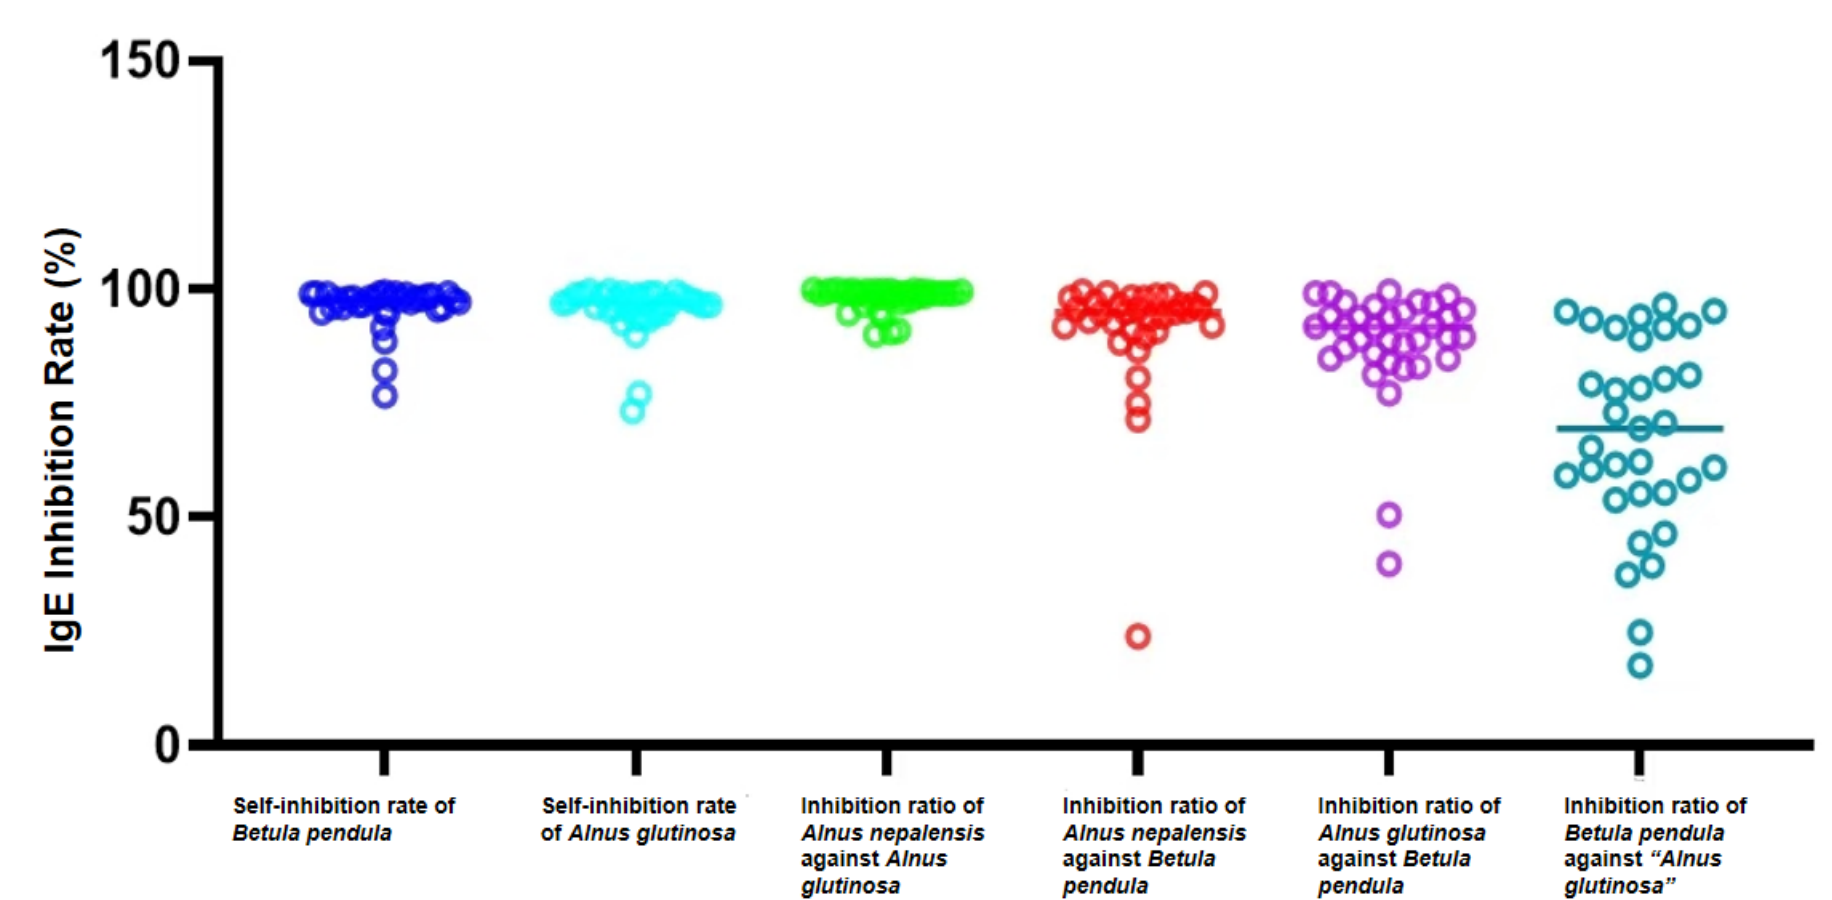 150
100
50
0
IgE Inhibition Rate (%)
Self-inhibition rate of
Betula pendula
Self-inhibition rate
of Alnus glutinosa
Inhibition ratio of
Alnus nepalensis
against Alnus
glutinosa
Inhibition ratio of
Alnus nepalensis
against Betula
pendula
Inhibition ratio of
Alnus glutinosa
against Betula
pendula
Inhibition ratio of
Betula pendula
against “Alnus
glutinosa”